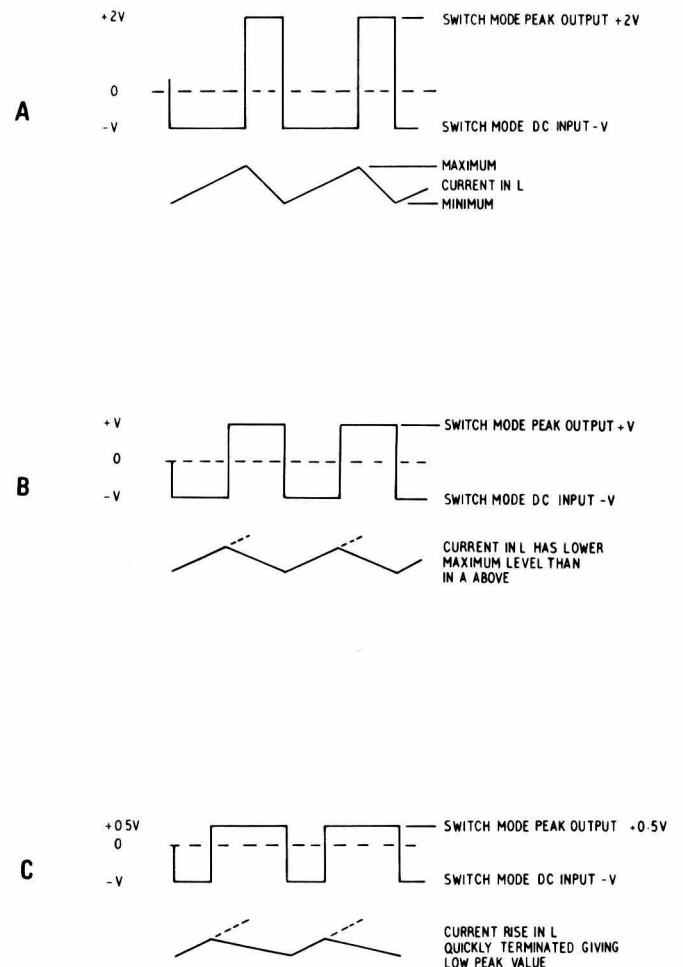 +2V
SWITCH MODE PEAK OUTPUT +2V
0
A
-V
SWITCH MODE DC INPUT -V
MAXIMUM
CURRENT IN L
MINIMUM
+V
SWITCH MODE PEAK OUTPUT +V
0
B
-V
SWITCH MODE DC INPUT -V
CURRENT IN L HAS LOWER
MAXIMUM LEVEL THAN
IN A ABOVE
+0.5V
SWITCH MODE PEAK OUTPUT +0.5V
0
C
-V
SWITCH MODE DC INPUT -V
CURRENT RISE IN L
QUICKLY TERMINATED GIVING
LOW PEAK VALUE